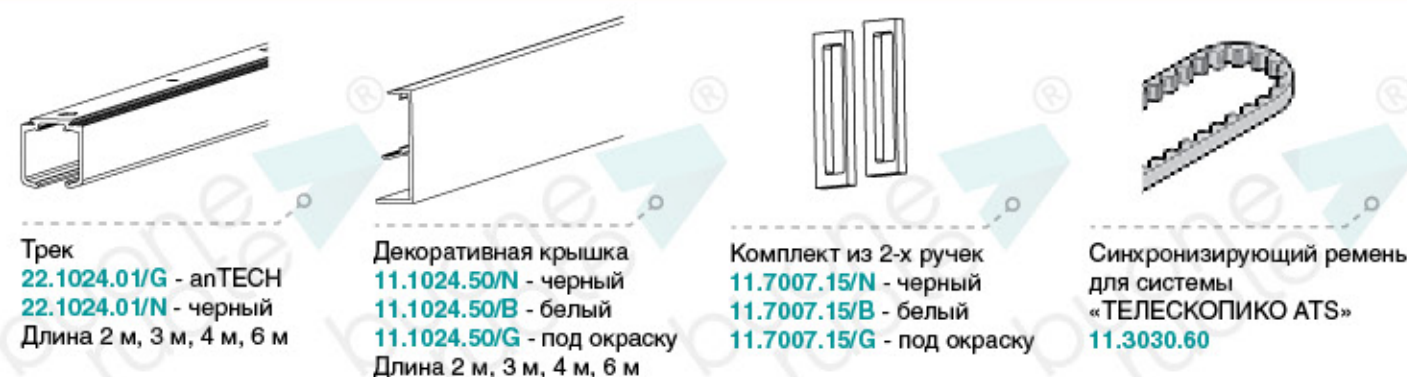 Трек
22.1024.01/G - anTECH
22.1024.01/N - черный
Длина 2 м, 3 м, 4 м, 6 м
Декоративная крышка
11.1024.50/N - черный
11.1024.50/B - белый
11.1024.50/G - под окраску
Длина 2 м, 3 м, 4 м, 6 м
Комплект из 2-х ручек
11.7007.15/N - черный
11.7007.15/B - белый
11.7007.15/G - под окраску
Синхронизирующий ремень
для системы
«ТЕЛЕСКОПИКО ATS»
11.3030.60